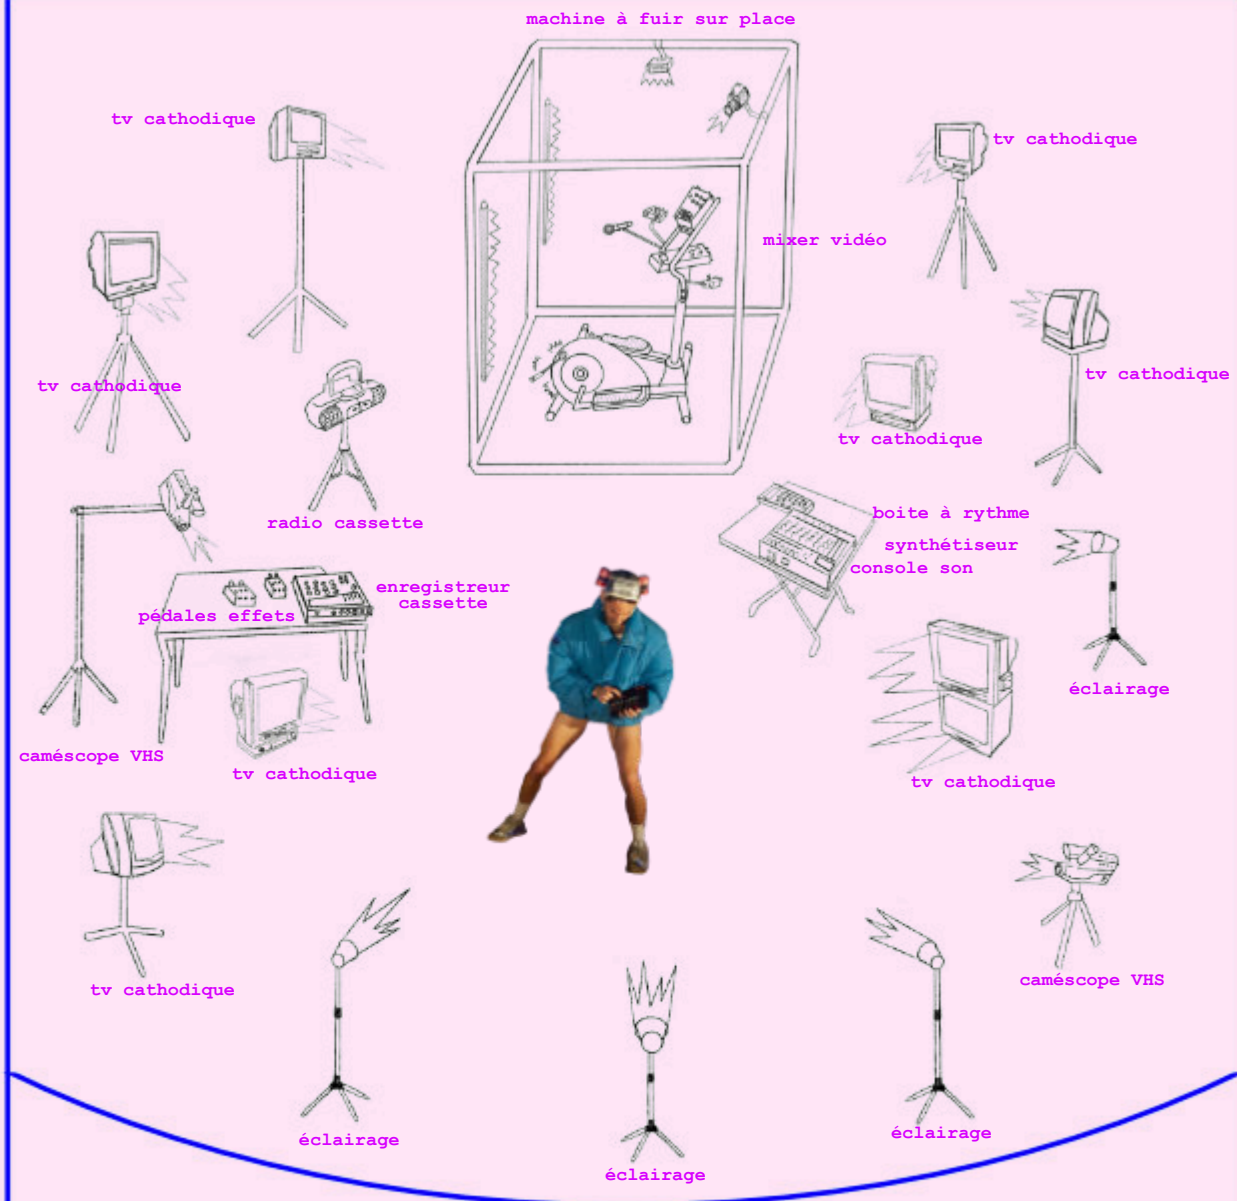 machine à fuir sur place
tv cathodique
tv cathodique
mixer vidéo
tv cathodique
tv cathodique
tv cathodique
radio cassette
boite à rythme
synthétiseur
console son
enregistreur
cassette
pédales effets
éclairage
caméscope VHS
tv cathodique
tv cathodique
tv cathodique
caméscope VHS
éclairage
éclairage
éclairage